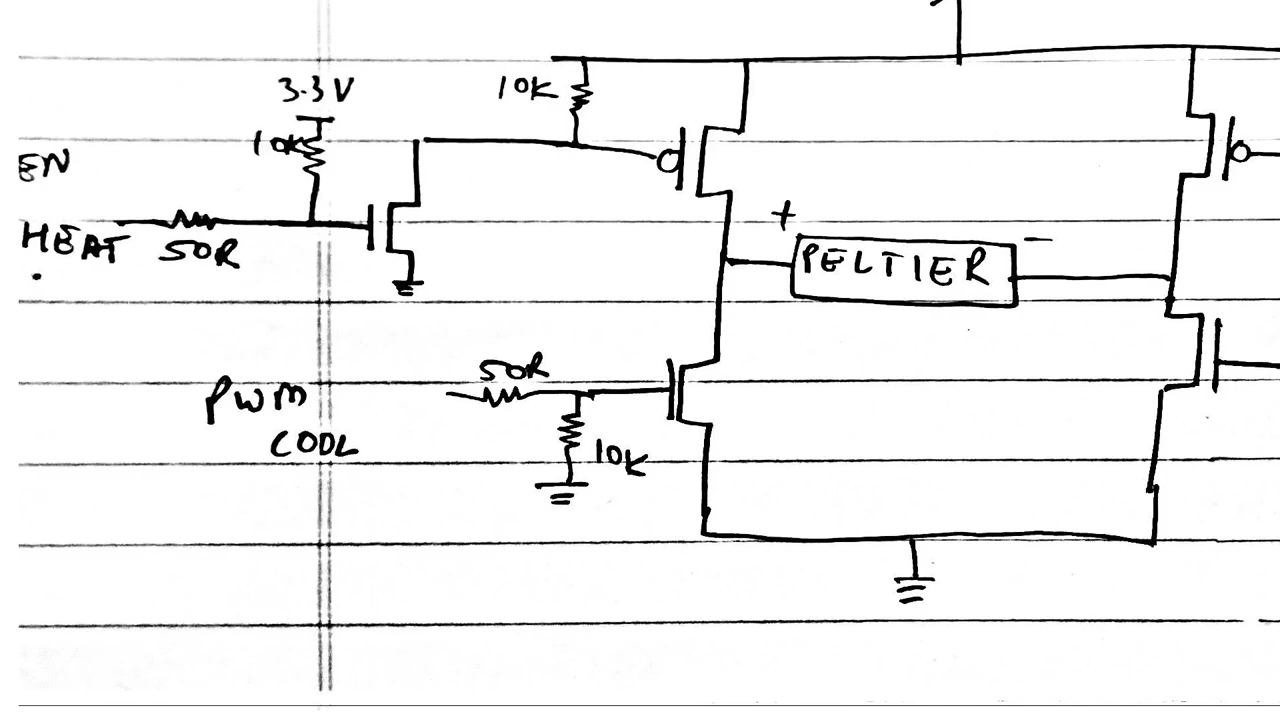 3.3V
10K
10K
EN
HEAT
50R
+
-
PELTIER
50R
PWM
COOL
10K